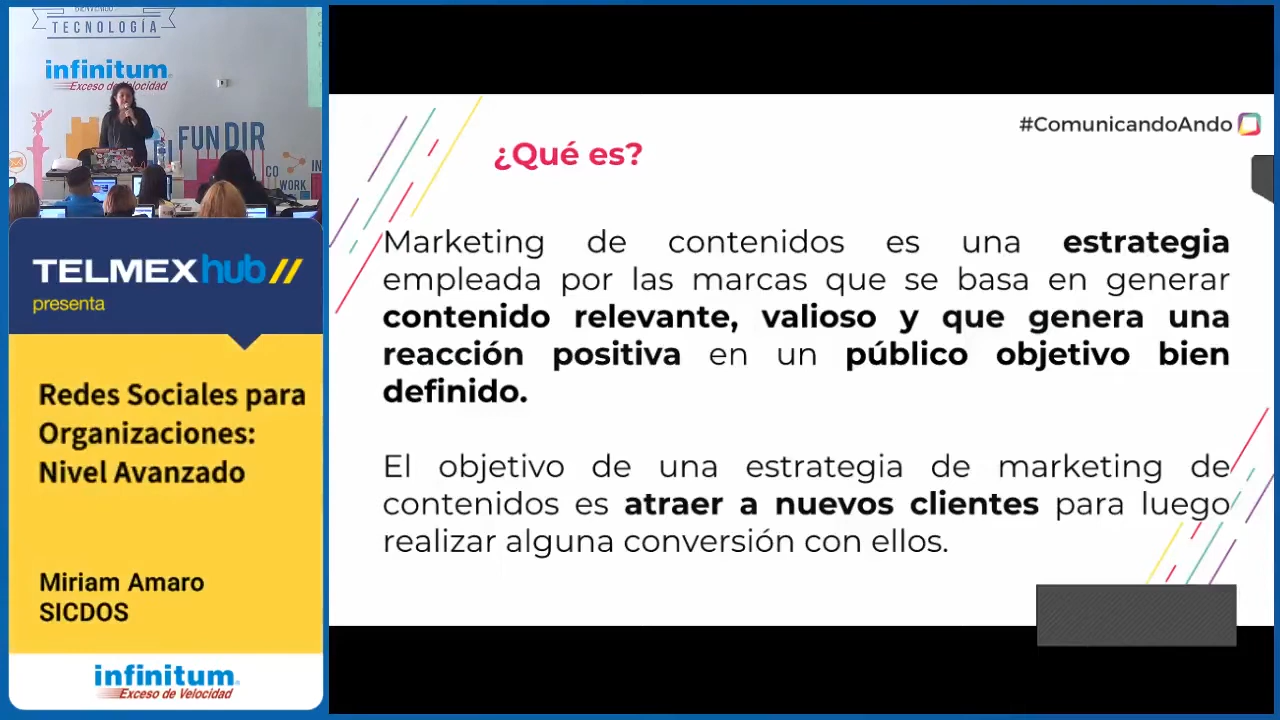 BIENVENIDO
TECNOLOGÍA
infinitum
Exceso de Velocidad
FUNDIR
CO
WORK
IN
TELMEXhub//
presenta
Redes Sociales para
Organizaciones:
Nivel Avanzado
Miriam Amaro
SICDOS
infinitum
Exceso de Velocidad
#ComunicandoAndo
¿Qué es?
Marketing de contenidos es una estrategia
empleada por las marcas que se basa en generar
contenido relevante, valioso y que genera una
reacción positiva en un público objetivo bien
definido.
El objetivo de una estrategia de marketing de
contenidos es atraer a nuevos clientes para luego
realizar alguna conversión con ellos.